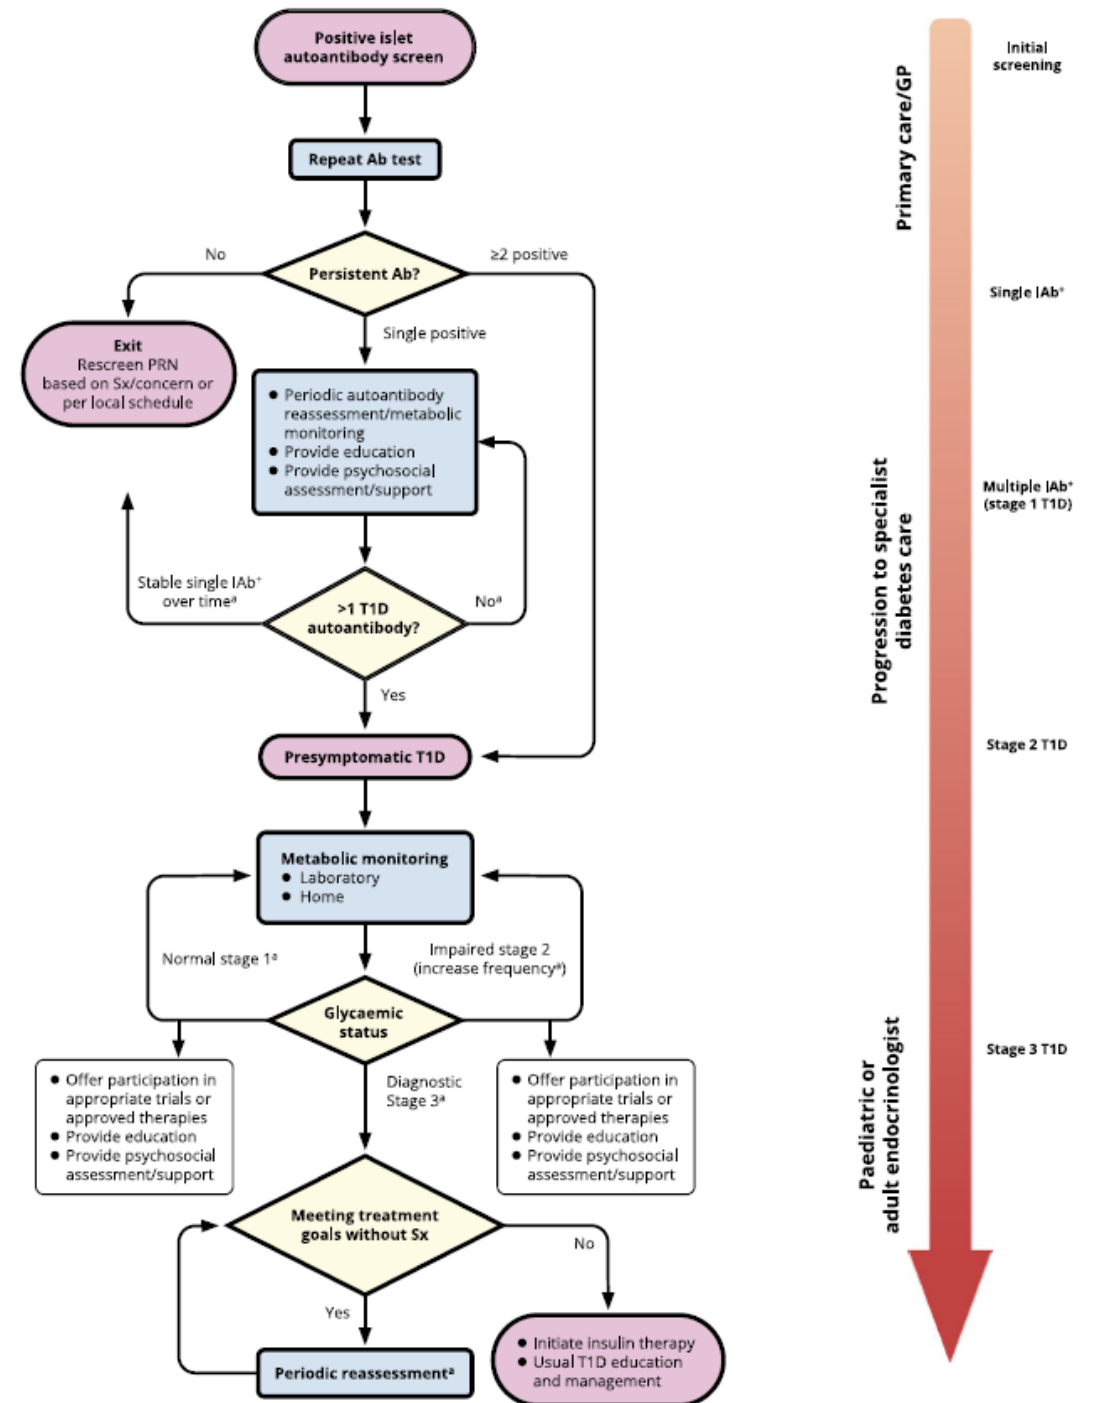 Positive islet
autoantibody screen
Repeat Ab test
No
≥2 positive
Persistent Ab?
Single positive
Exit
Rescreen PRN
based on Sx/concern or
per local schedule
● Periodic autoantibody
reassessment/metabolic
monitoring
● Provide education
● Provide psychosocial
assessment/support
Stable single IAb⁺
over timeᵃ
>1 T1D
autoantibody?
Noᵃ
Yes
Presymptomatic T1D
Metabolic monitoring
● Laboratory
● Home
Normal stage 1ᵃ
Impaired stage 2
(increase frequencyᵃ)
Glycaemic
status
● Offer participation in
appropriate trials or
approved therapies
● Provide education
● Provide psychosocial
assessment/support
Diagnostic
Stage 3ᵃ
● Offer participation in
appropriate trials or
approved therapies
● Provide education
● Provide psychosocial
assessment/support
Meeting treatment
goals without Sx
No
Yes
● Initiate insulin therapy
● Usual T1D education
and management
Periodic reassessmentᵃ
Primary care/GP
Progression to specialist
diabetes care
Paediatric or
adult endocrinologist
Initial
screening
Single IAb⁺
Multiple IAb⁺
(stage 1 T1D)
Stage 2 T1D
Stage 3 T1D